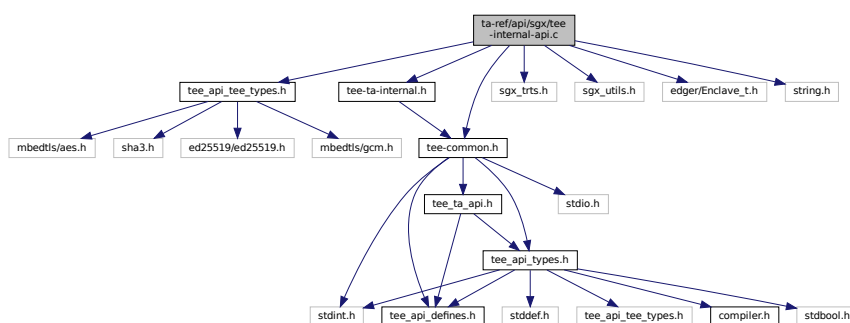 ta-ref/api/sgx/tee
-internal-api.c
tee_api_tee_types.h
tee-ta-internal.h
sgx_trts.h
sgx_utils.h
edger/Enclave_t.h
string.h
mbedtls/aes.h
sha3.h
ed25519/ed25519.h
mbedtls/gcm.h
tee-common.h
tee_ta_api.h
stdio.h
tee_api_types.h
stdint.h
tee_api_defines.h
stddef.h
tee_api_tee_types.h
compiler.h
stdbool.h